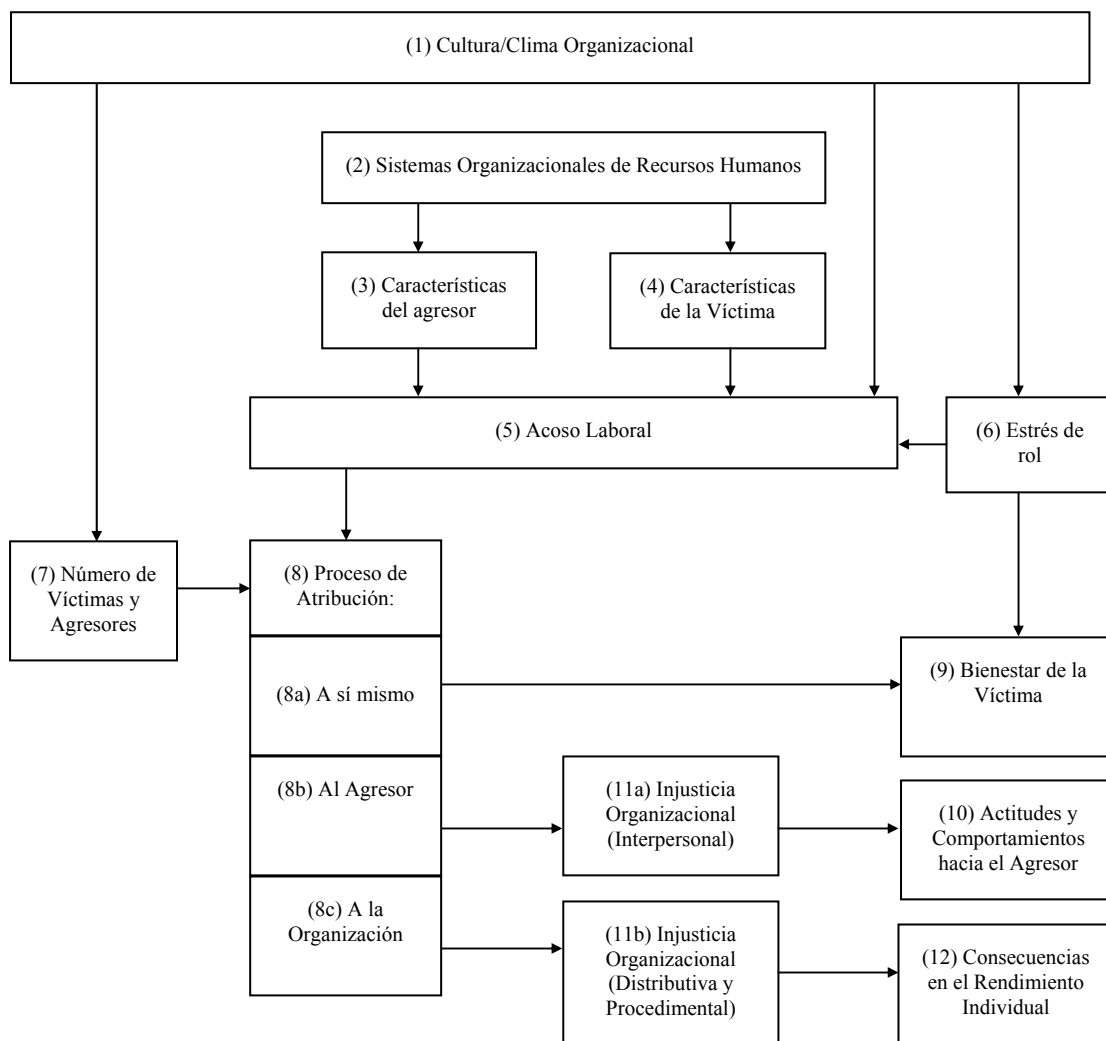 (1) Cultura/Clima Organizacional
(2) Sistemas Organizacionales de Recursos Humanos
(3) Característícas
del agresor
(4) Característícas
de la Víctima
(5) Acoso Laboral
(6) Estrés de
rol
(7) Número de
Víctimas y
Agresores
(8) Proceso de
Atribución:
(8a) A sí mismo
(9) Bienestar de la
Víctima
(8b) Al Agresor
(11a) Injusticia
Organizacional
(Interpersonal)
(10) Actitudes y
Comportamientos
hacia el Agresor
(8c) A la
Organización
(11b) Injusticia
Organizacional
(Distributiva y
Procedimental)
(12) Consecuencias
en el Rendimiento
Individual